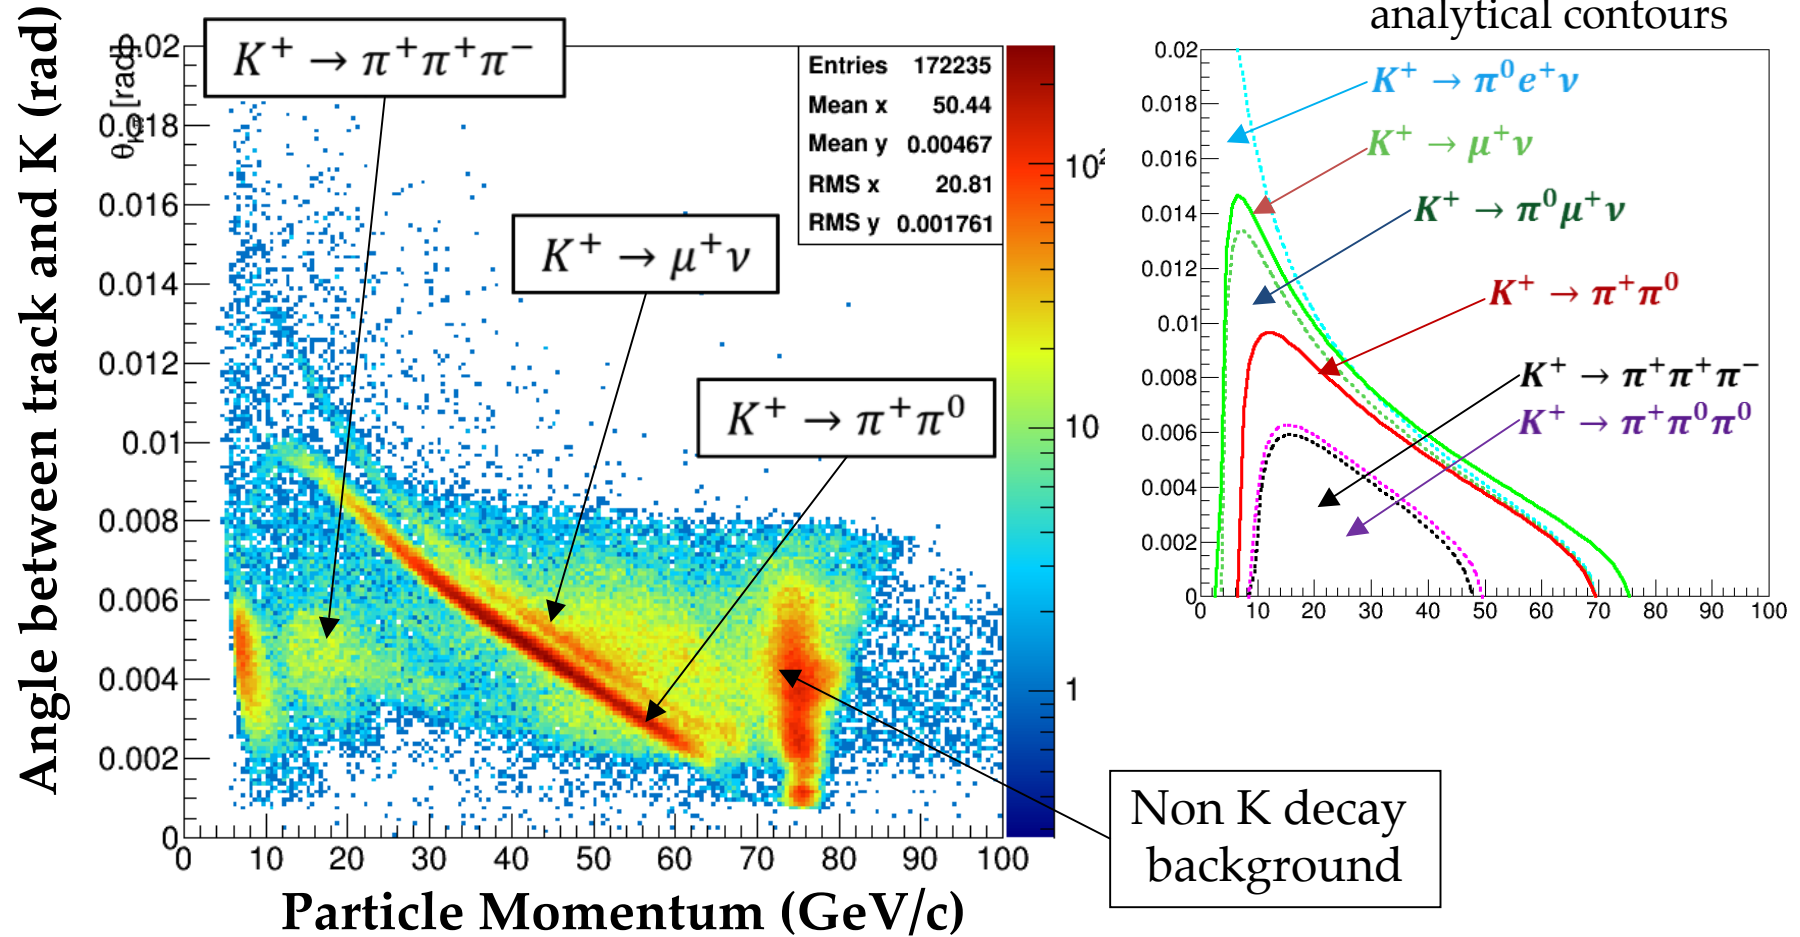 analytical contours
Angle between track and K (rad)
θ
[rad]
0.02
0.018
0.016
0.014
0.012
0.01
0.008
0.006
0.004
0.002
0
K⁺ → π⁺π⁺π⁻
Entries 172235
Mean x 50.44
Mean y 0.00467
RMS x 20.81
RMS y 0.001761
K⁺ → μ⁺ν
K⁺ → π⁺π⁰
10²
10
1
0 10 20 30 40 50 60 70 80 90 100
Particle Momentum (GeV/c)
Non K decay
background
0.02
0.018
0.016
0.014
0.012
0.01
0.008
0.006
0.004
0.002
0
K⁺ → π⁰e⁺ν
K⁺ → μ⁺ν
K⁺ → π⁰μ⁺ν
K⁺ → π⁺π⁰
K⁺ → π⁺π⁺π⁻
K⁺ → π⁺π⁰π⁰
0 10 20 30 40 50 60 70 80 90 100